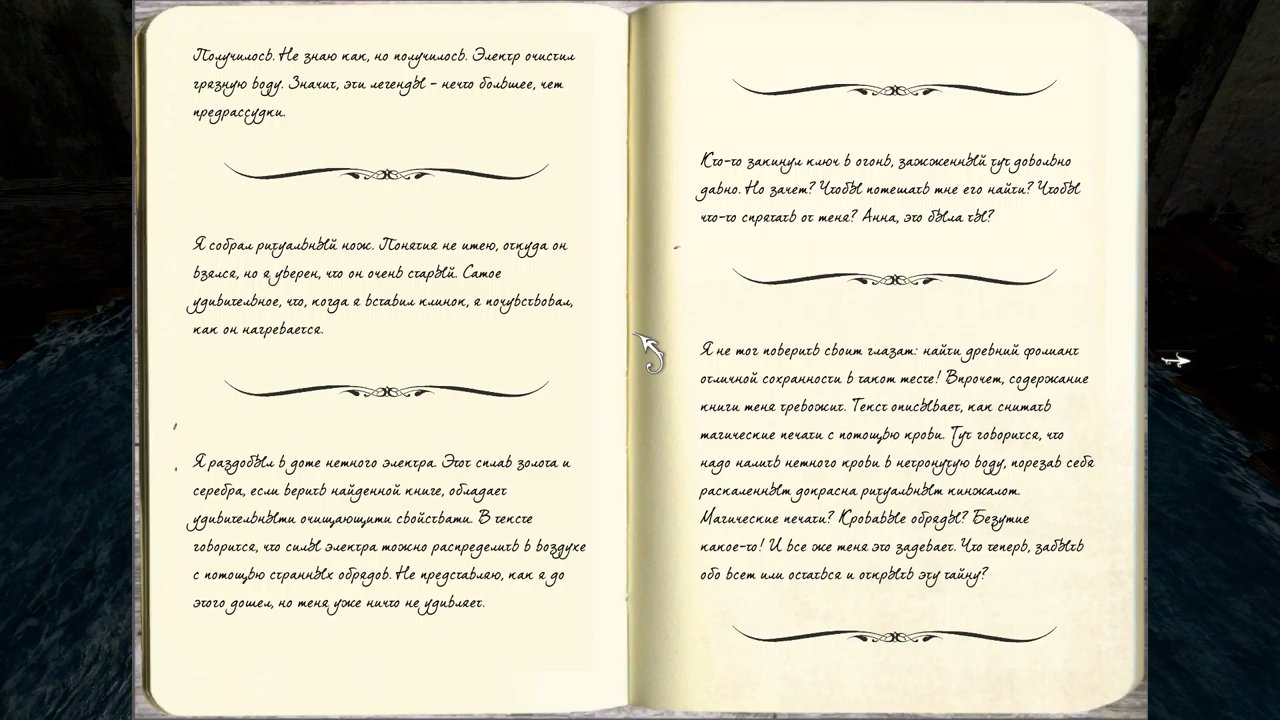 Получилось. Не знаю как, но получилось. Электр очистил
грязную воду. Значит, эти легенды - нечто большее, чем
предрассудки.
Я собрал ритуальный нож. Понятия не имею, откуда он
взялся, но я уверен, что он очень старый. Самое
удивительное, что, когда я вставил клинок, я почувствовал,
как он нагревается.
Я раздобыл в доме немного электра. Этот сплав золота и
серебра, если верить найденной книге, обладает
удивительными очищающими свойствами. В тексте
говорится, что силы электра можно распределить в воздухе
с помощью странных обрядов. Не представляю, как я до
этого дошел, но меня уже ничто не удивляет.
Кто-то закинул ключ в огонь, зажженный тут довольно
давно. Но зачем? Чтобы помешать мне его найти? Чтобы
что-то спрятать от меня? Анна, это была ты?
Я не мог поверить своим глазам: найти древний фолиант
отличной сохранности в таком месте! Впрочем, содержание
книги меня тревожит. Текст описывает, как снимать
магические печати с помощью крови. Тут говорится, что
надо налить немного крови в нетронутую воду, порезав себя
раскаленным докрасна ритуальным кинжалом.
Магические печати? Кровавые обряды? Безумие
какое-то! И все же меня это задевает. Что теперь, забыть
обо всем или остаться и открыть эту тайну?